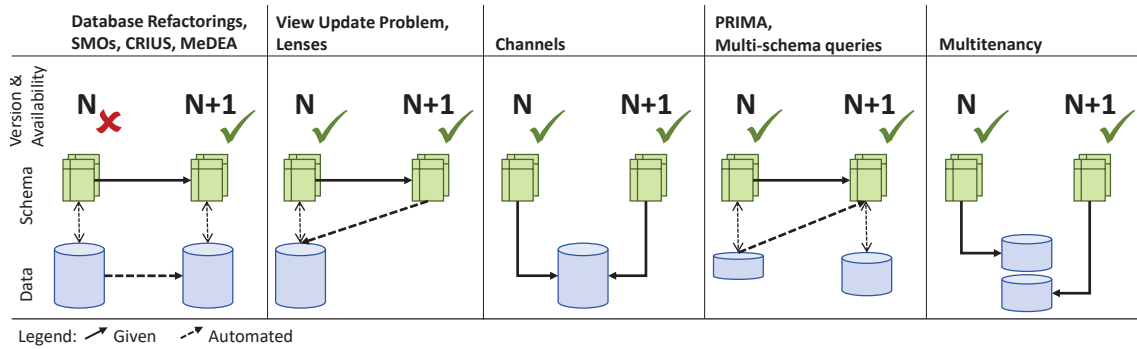 Database Refactorings,
SMOs, CRIUS, MeDEA
View Update Problem,
Lenses
Channels
PRIMA,
Multi-schema queries
Multitenancy
Version &
Availability
N N+1 N N+1 N N+1 N N+1 N N+1
Schema
Data
Legend: Given Automated